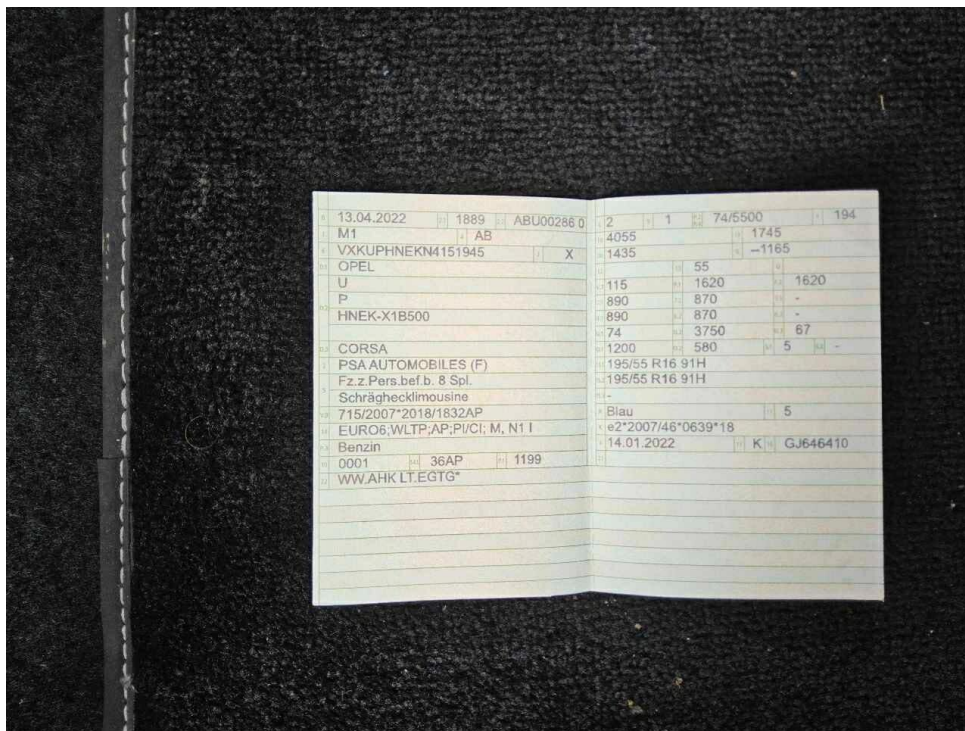 13.04.2022 1889 ABU00286 0
M1 AB
VXKUPHNEKN4151945 X
OPEL
U
P
HNEK-X1B500
CORSA
PSA AUTOMOBILES (F)
Fz.z.Pers.bef.b. 8 Spl.
Schräghecklimousine
715/2007*2018/1832AP
EURO6;WLTP;AP;PI/CI; M, N1 I
Benzin
0001 36AP 1199
WW.AHK LT.EGTG*
2 1 74/5500 194
4055 1745
1435 –1165
55
115 1620 1620
890 870 -
890 870 -
74 3750 67
1200 580 5 -
195/55 R16 91H
195/55 R16 91H
-
Blau 5
e2*2007/46*0639*18
14.01.2022 K GJ646410